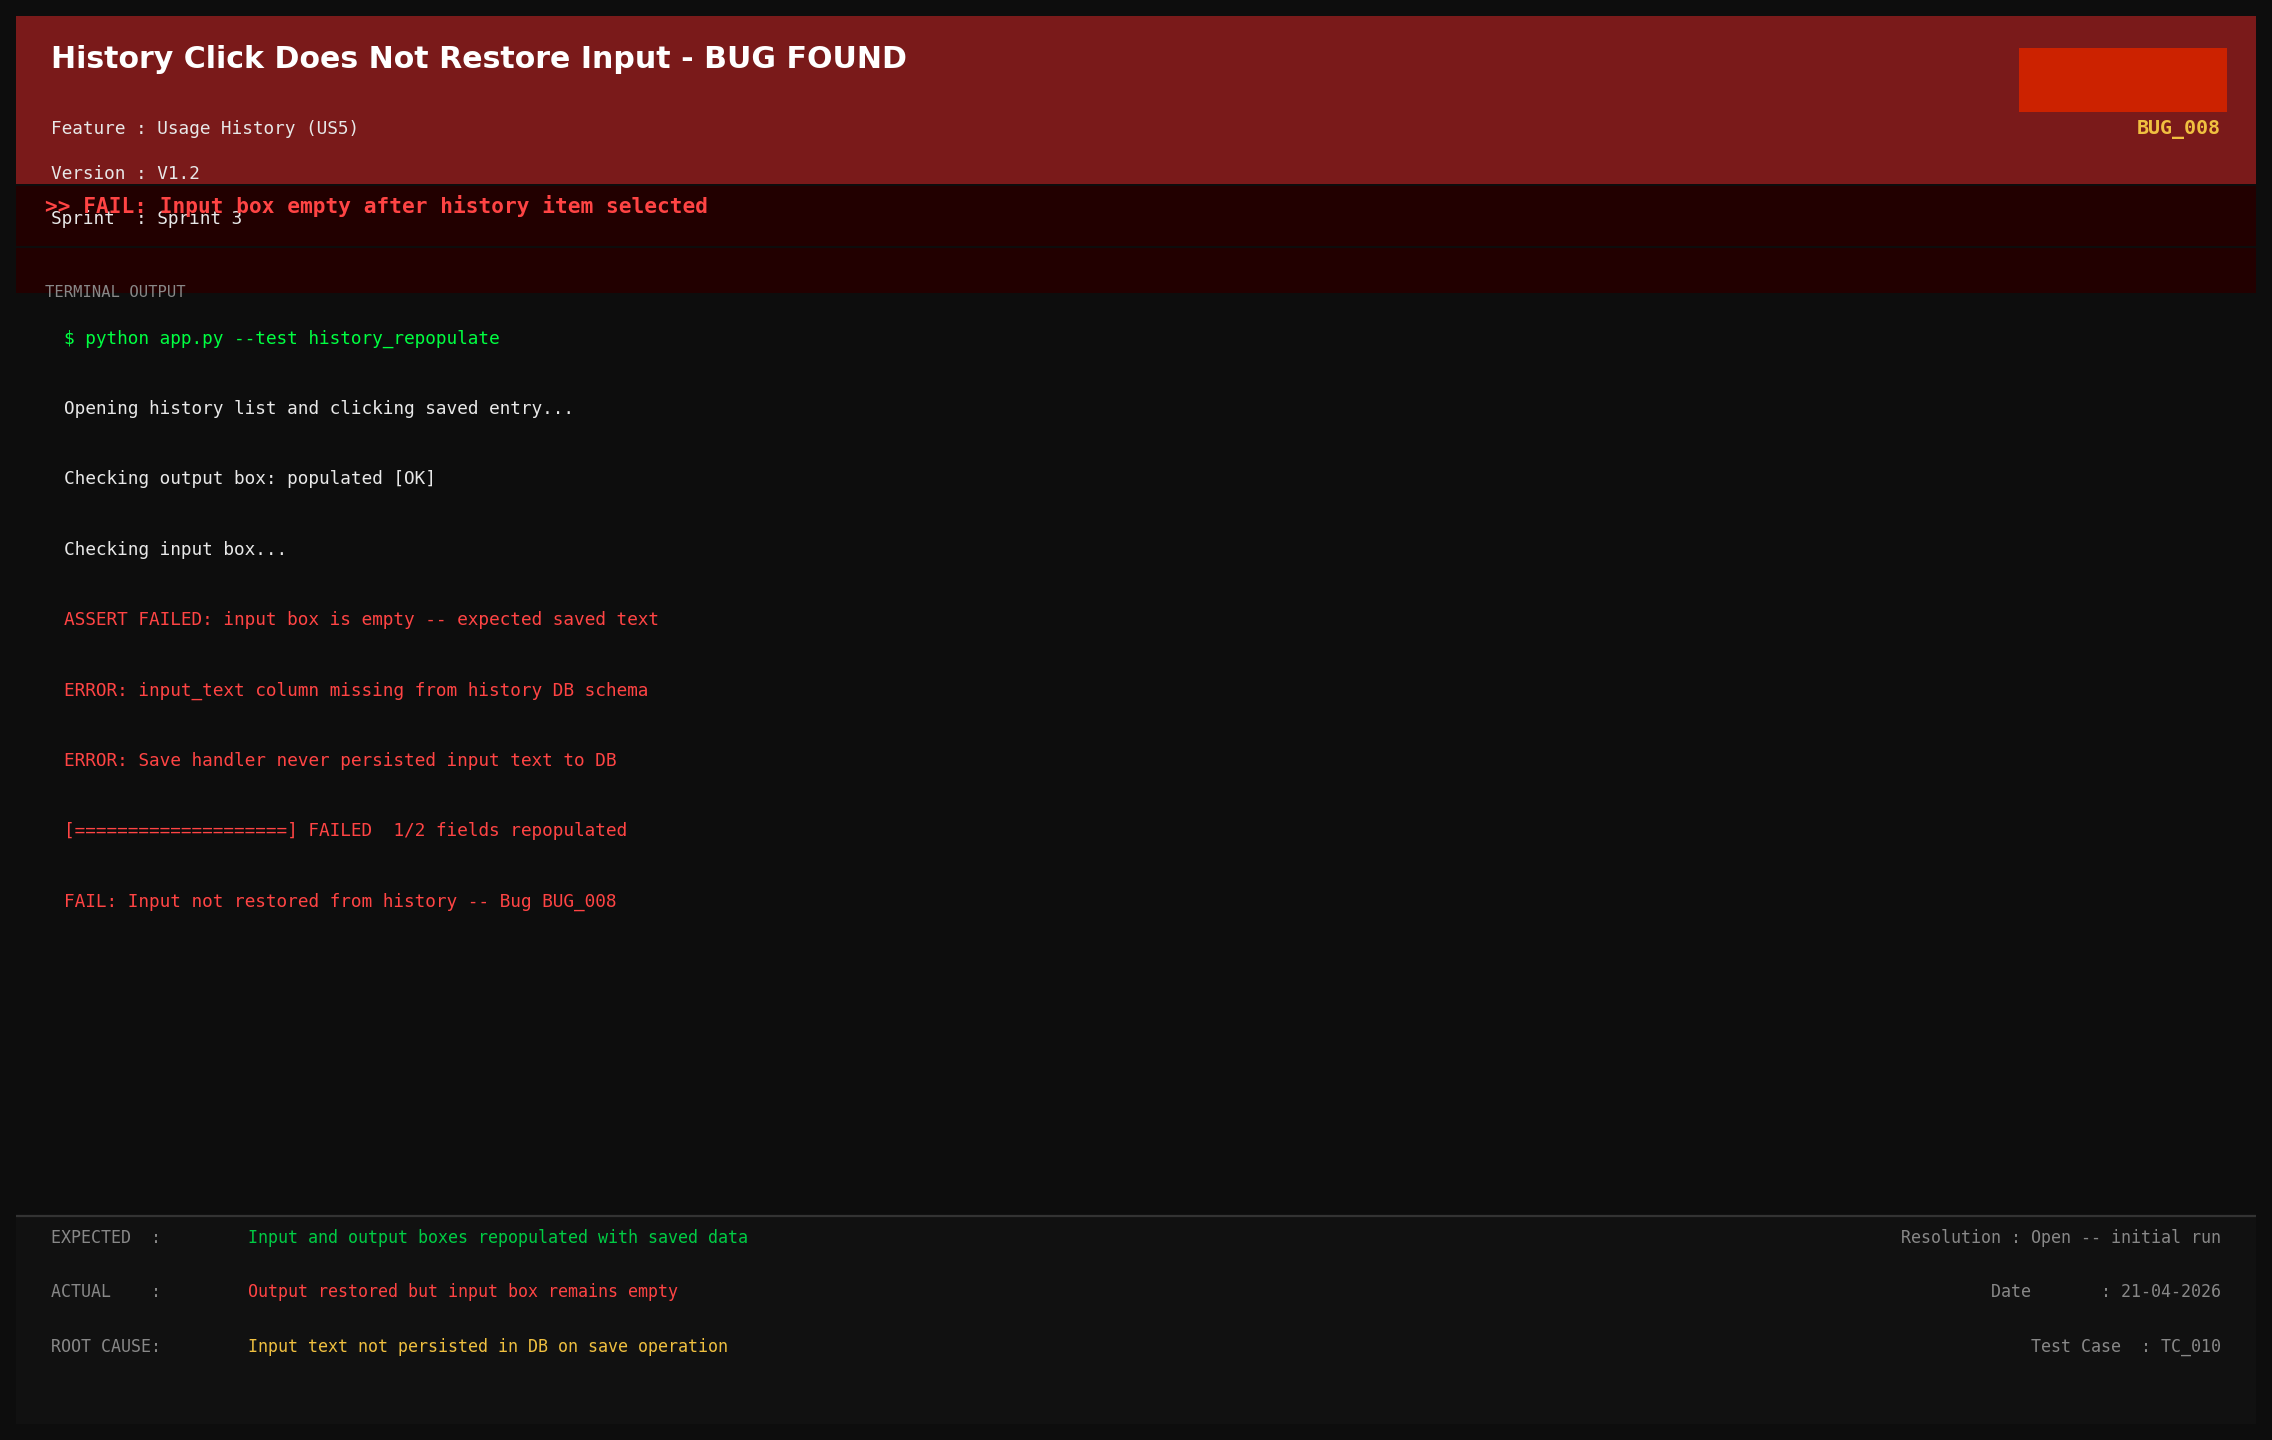 History Click Does Not Restore Input - BUG FOUND
Feature : Usage History (US5)
BUG_008
Version : V1.2
>> FAIL: Input box empty after history item selected
Sprint  : Sprint 3
TERMINAL OUTPUT
$ python app.py --test history_repopulate
Opening history list and clicking saved entry...
Checking output box: populated [OK]
Checking input box...
ASSERT FAILED: input box is empty -- expected saved text
ERROR: input_text column missing from history DB schema
ERROR: Save handler never persisted input text to DB
[====================] FAILED  1/2 fields repopulated
FAIL: Input not restored from history -- Bug BUG_008
EXPECTED  : Input and output boxes repopulated with saved data
Resolution : Open -- initial run
ACTUAL    : Output restored but input box remains empty
Date       : 21-04-2026
ROOT CAUSE: Input text not persisted in DB on save operation
Test Case  : TC_010